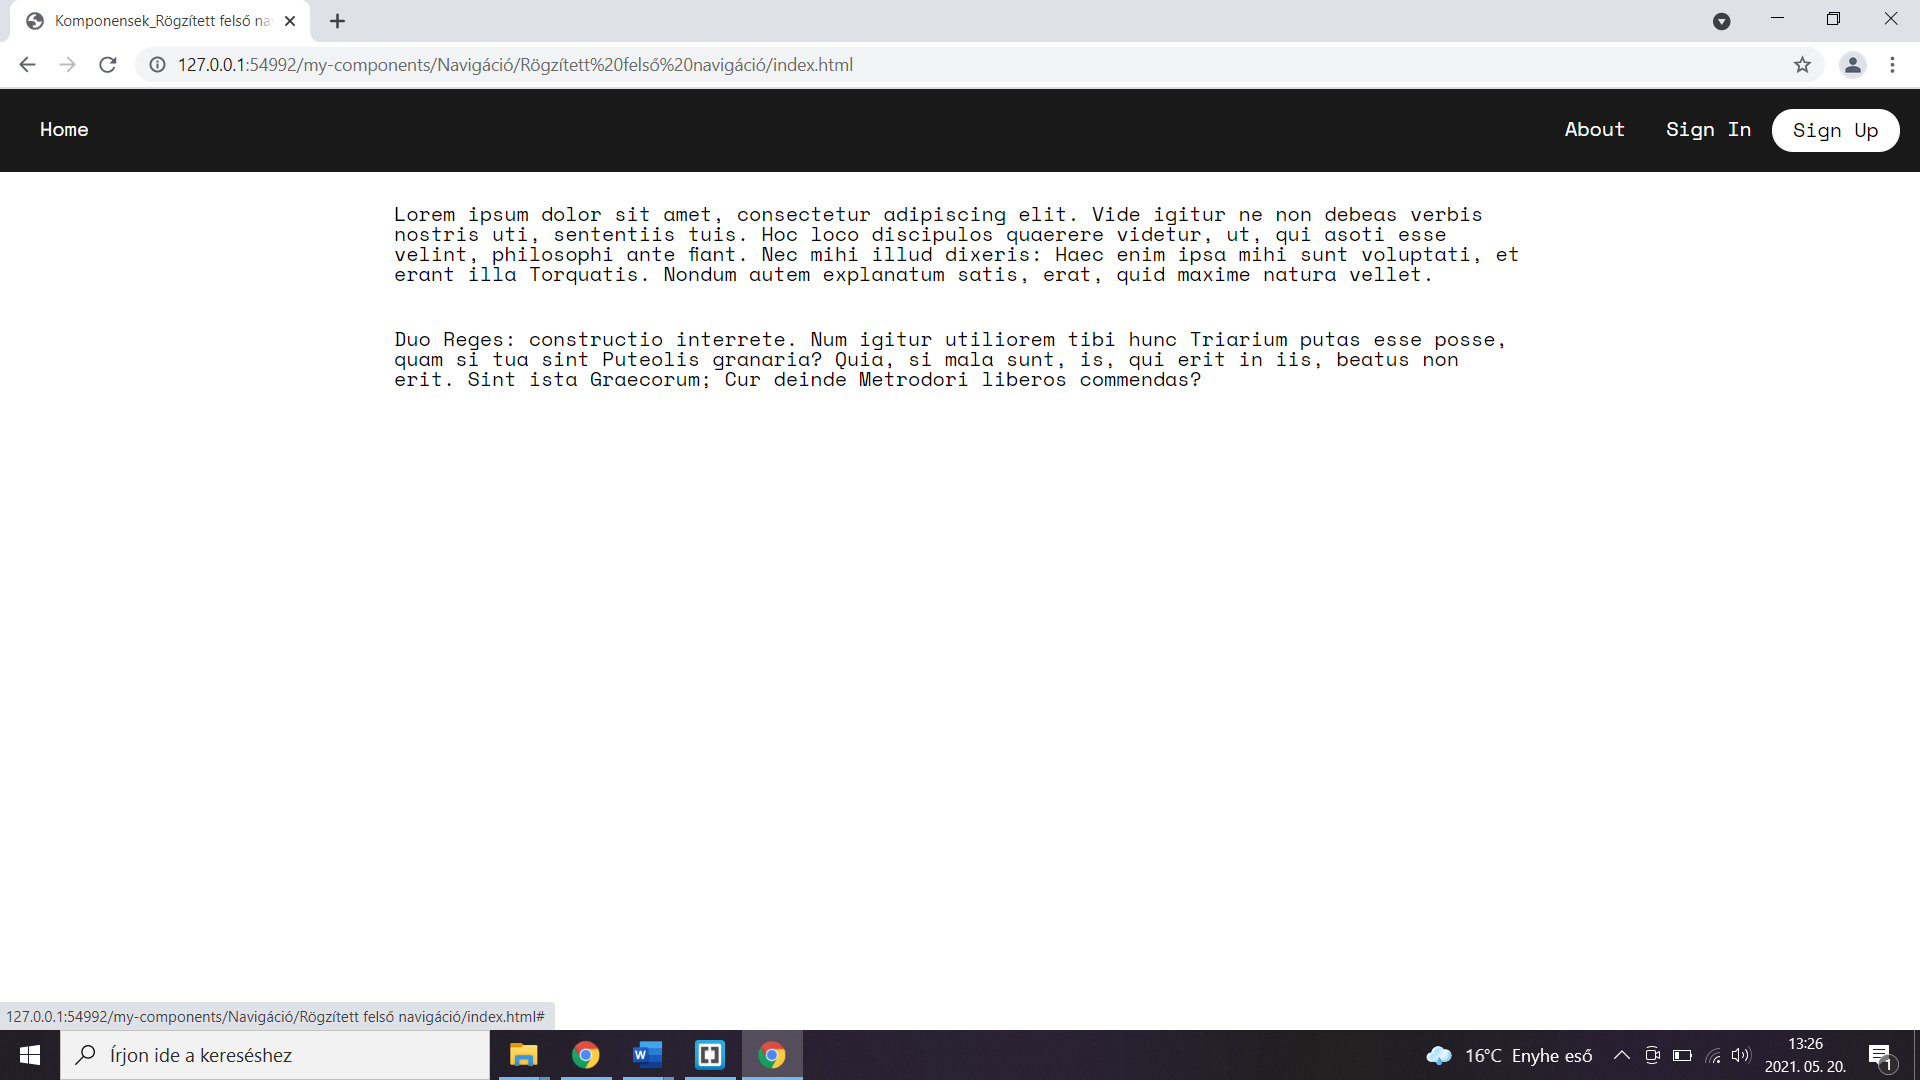 Komponensek_Rögzített felső na
127.0.0.1:54992/my-components/Navigáció/Rögzített%20felső%20navigáció/index.html
Home About Sign In Sign Up
Lorem ipsum dolor sit amet, consectetur adipiscing elit. Vide igitur ne non debeas verbis
nostris uti, sententiis tuis. Hoc loco discipulos quaerere videtur, ut, qui asoti esse
velint, philosophi ante fiant. Nec mihi illud dixeris: Haec enim ipsa mihi sunt voluptati, et
erant illa Torquatis. Nondum autem explanatum satis, erat, quid maxime natura vellet.
Duo Reges: constructio interrete. Num igitur utiliorem tibi hunc Triarium putas esse posse,
quam si tua sint Puteolis granaria? Quia, si mala sunt, is, qui erit in iis, beatus non
erit. Sint ista Graecorum; Cur deinde Metrodori liberos commendas?
127.0.0.1:54992/my-components/Navigáció/Rögzített felső navigáció/index.html#
Írjon ide a kereséshez
W
16°C Enyhe eső
13:26
2021. 05. 20.
1